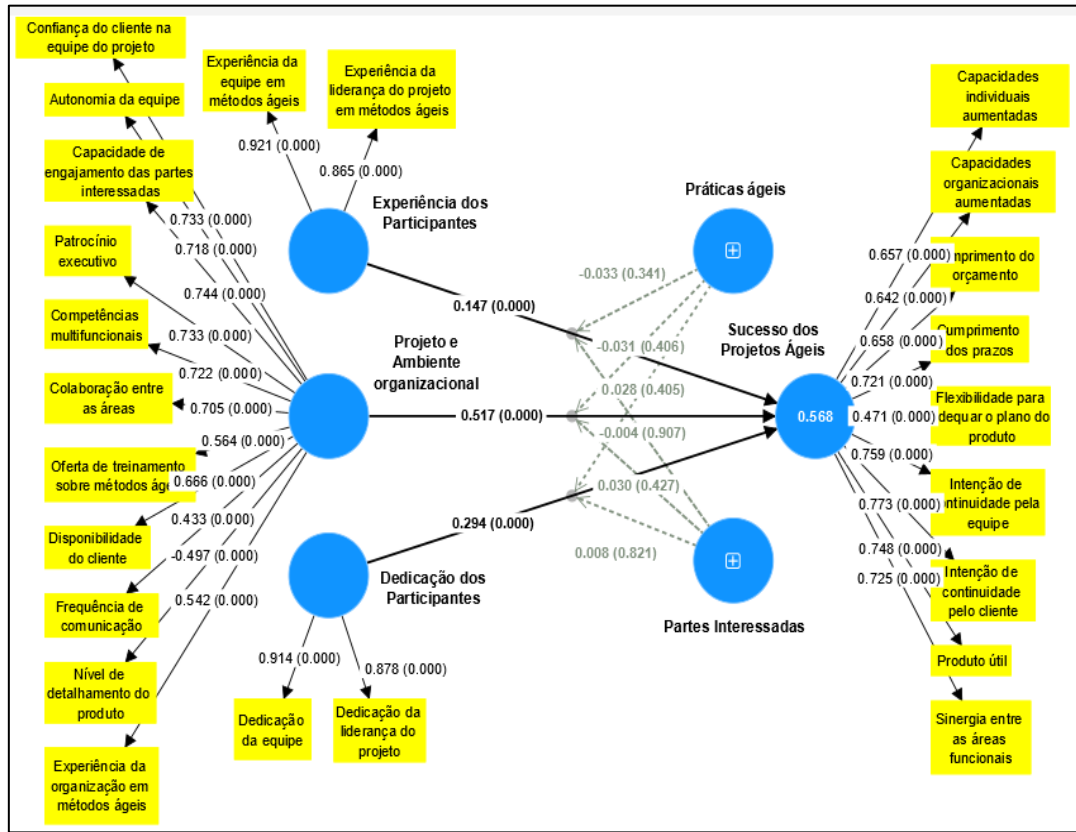 Confiança do cliente na
equipe do projeto
Autonomia da equipe
Capacidade de
engajamento das partes
interessadas
Patrocínio
executivo
Competências
multifuncionais
Colaboração entre
as áreas
Oferta de treinamento
sobre métodos
Disponibilidade
do cliente
Frequência de
comunicação
Nível de
detalhamento do
produto
Experiência da
organização em
métodos ágeis
0.733 (0.000)
0.718 (0.000)
0.744 (0.000)
0.733 (0.000)
0.722 (0.000)
0.705 (0.000)
0.564 (0.000)
0.666 (0.000)
0.433 (0.000)
-0.497 (0.000)
0.542 (0.000)
Experiência da
equipe em
métodos ágeis
Experiência da
liderança do projeto
em métodos ágeis
0.921 (0.000)
0.865 (0.000)
Experiência dos
Participantes
Projeto e
Ambiente
organizacional
Dedicação dos
Participantes
0.914 (0.000)
0.878 (0.000)
Dedicação
da equipe
Dedicação da
liderança do
projeto
0.147 (0.000)
0.517 (0.000)
0.294 (0.000)
Práticas ágeis
-0.033 (0.341)
-0.031 (0.406)
0.028 (0.405)
-0.004 (0.907)
0.030 (0.427)
0.008 (0.821)
Partes Interessadas
Sucesso dos
Projetos Ágeis
0.568
0.657 (0.000)
0.642 (0.000)
0.658 (0.000)
0.721 (0.000)
0.471 (0.000)
0.759 (0.000)
0.773 (0.000)
0.748 (0.000)
0.725 (0.000)
Capacidades
individuais
aumentadas
Capacidades
organizacionais
aumentadas
mprimento do
orçamento
Cumprimento
dos prazos
Flexibilidade para
dequar o plano do
produto
Intenção de
ontinuidade pela
equipe
Intenção de
continuidade pelo
cliente
Produto útil
Sinergia entre
as áreas
funcionais